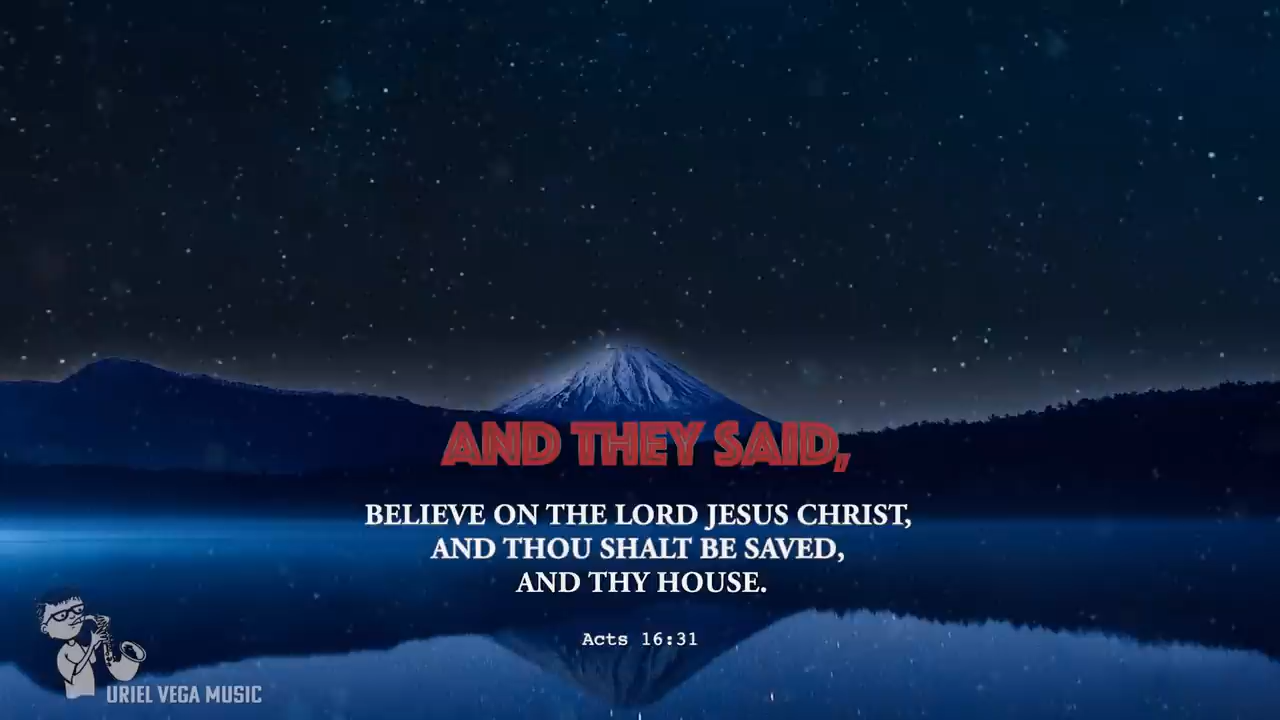 AND THEY SAID,
BELIEVE ON THE LORD JESUS CHRIST,
AND THOU SHALT BE SAVED,
AND THY HOUSE.
Acts 16:31
URIEL VEGA MUSIC